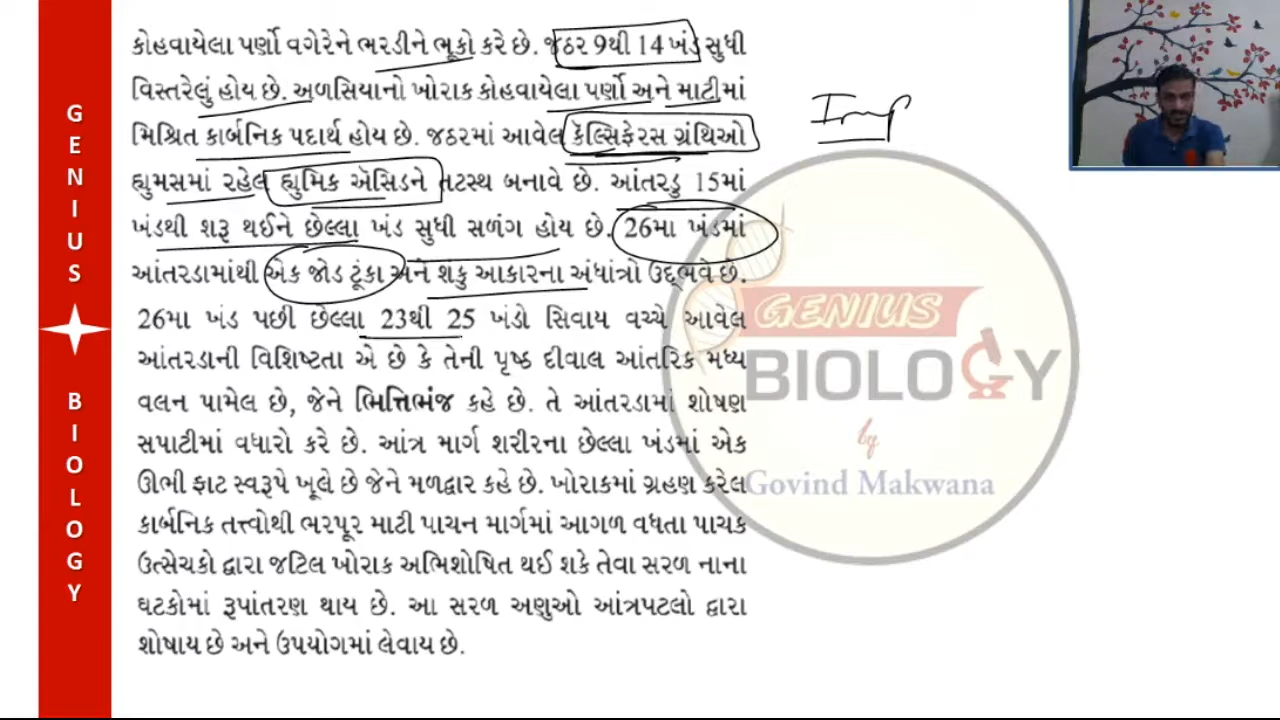 કોહવાયેલા પર્ણો વગેરેને ભરડીને ભૂકો કરે છે. જઠર 9થી 14 ખંડ સુધી
વિસ્તરેલું હોય છે. અળસિયાનો ખોરાક કોહવાયેલા પર્ણો અને માટીમાં
મિશ્રિત કાર્બનિક પદાર્થ હોય છે. જઠરમાં આવેલ કૅલ્સિફેરસ ગ્રંથિઓ
હ્યુમસમાં રહેલ હ્યુમિક ઍસિડને તટસ્થ બનાવે છે. આંતરડુ 15માં
ખંડથી શરૂ થઈને છેલ્લા ખંડ સુધી સળંગ હોય છે. 26મા ખંડમાં
આંતરડામાંથી એક જોડ ટૂંકા અને શંકુ આકારના અંધાંત્રો ઉદ્ભવે છે.
26મા ખંડ પછી છેલ્લા 23થી 25 ખંડો સિવાય વચ્ચે આવેલ
આંતરડાની વિશિષ્ટતા એ છે કે તેની પૃષ્ઠ દીવાલ આંતરિક મધ્ય
વલન પામેલ છે, જેને ભિત્તિભંજ કહે છે. તે આંતરડામાં શોષણ
સપાટીમાં વધારો કરે છે. આંત્ર માર્ગ શરીરના છેલ્લા ખંડમાં એક
ઊભી ફાટ સ્વરૂપે ખૂલે છે જેને મળદ્વાર કહે છે. ખોરાકમાં ગ્રહણ કરેલ
કાર્બનિક તત્ત્વોથી ભરપૂર માટી પાચન માર્ગમાં આગળ વધતા પાચક
ઉત્સેચકો દ્વારા જટિલ ખોરાક અભિશોષિત થઈ શકે તેવા સરળ નાના
ઘટકોમાં રૂપાંતરણ થાય છે. આ સરળ અણુઓ આંત્રપટલો દ્વારા
શોષાય છે અને ઉપયોગમાં લેવાય છે.
Imp
GENIUS
BIOLOGY
GENIUS
BIOLOGY
by
Govind Makwana